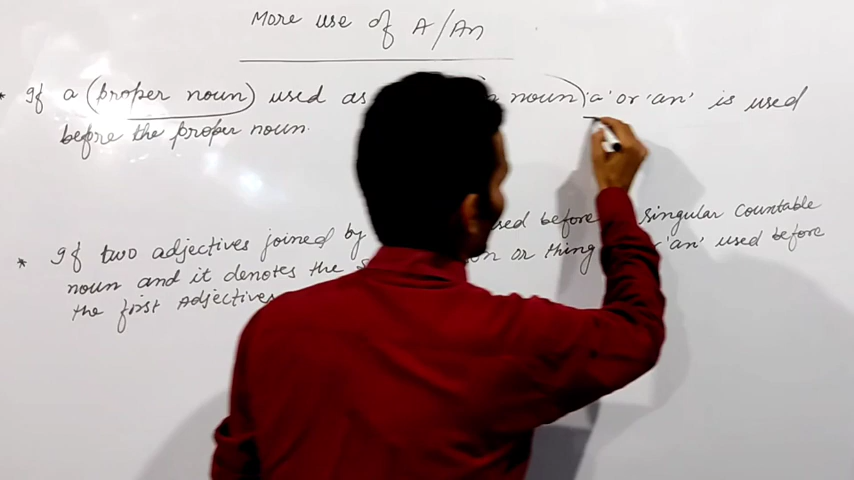 More use of A/An
* If a (proper noun) used as noun) 'a' or 'an' is used
before the proper noun.
* If two adjectives joined by used before singular countable
noun and it denotes the or thing 'an' used before
the first Adjectives